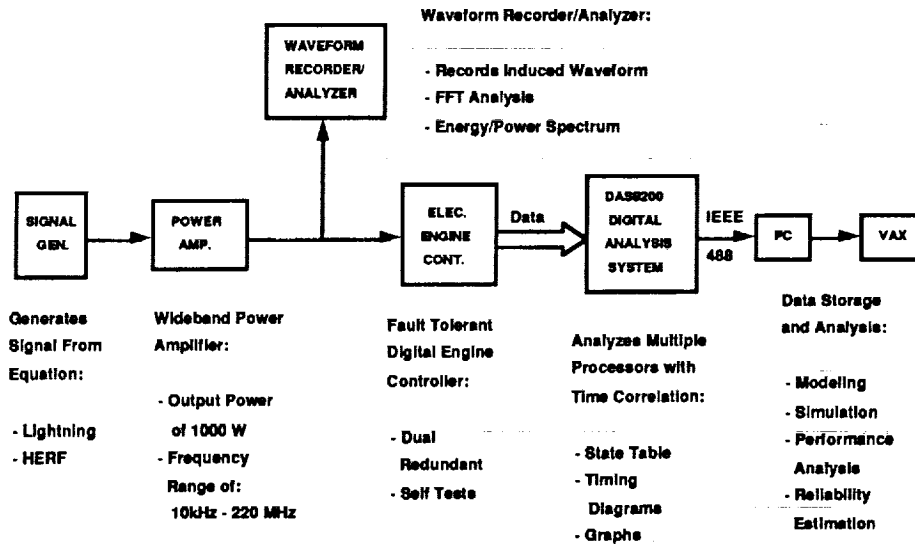 Waveform Recorder/Analyzer:
- Records Induced Waveform
- FFT Analysis
- Energy/Power Spectrum
WAVEFORM
RECORDER/
ANALYZER
SIGNAL
GEN.
POWER
AMP.
ELEC.
ENGINE
CONT.
Data
DAS9200
DIGITAL
ANALYSIS
SYSTEM
IEEE
488
PC
VAX
Generates
Signal From
Equation:
- Lightning
- HERF
Wideband Power
Amplifier:
- Output Power
of 1000 W
- Frequency
Range of:
10kHz - 220 MHz
Fault Tolerant
Digital Engine
Controller:
- Dual
Redundant
- Self Tests
Analyzes Multiple
Processors with
Time Correlation:
- State Table
- Timing
Diagrams
- Graphs
Data Storage
and Analysis:
- Modeling
- Simulation
- Performance
Analysis
- Reliability
Estimation